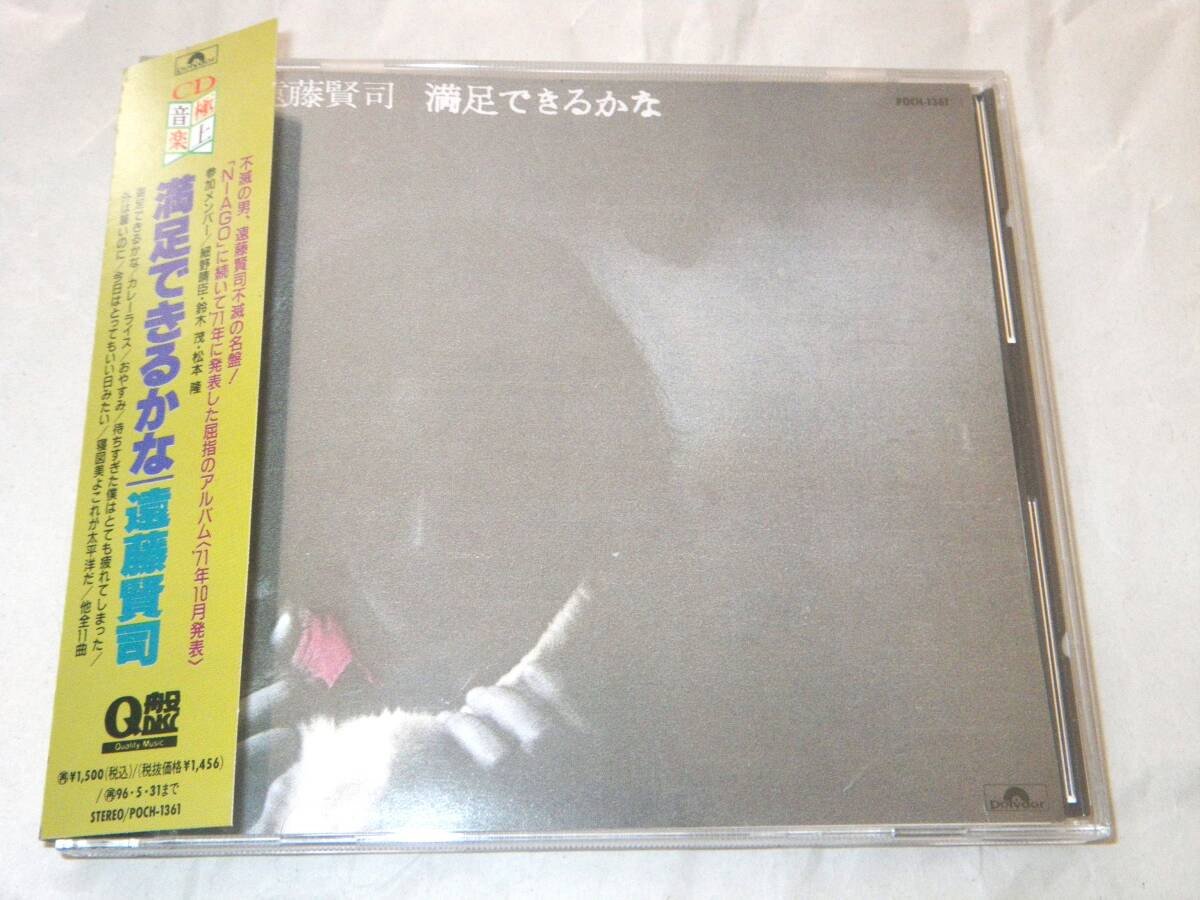 遠藤賢司 満足できるかな
POCH-1361
polydor
polydor
CD
極上
音楽
不滅の男、遠藤賢司不滅の名盤！
「NIAGO」に続いて'71年に発表した屈指のアルバム〈'71年10月発表〉
参加メンバー/細野晴臣・鈴木 茂・松本 隆
満足できるかな/遠藤賢司
満足できるかな/カレーライス/おやすみ/待ちすぎた僕はとても疲れてしまった/
外は暑いのに/今日はとってもいい日みたい/寝図美よこれが太平洋だ/他全11曲
Q
Quality Music
再¥1,500(税込)/(税抜価格¥1,456)
/再96・5・31まで
STEREO/POCH-1361